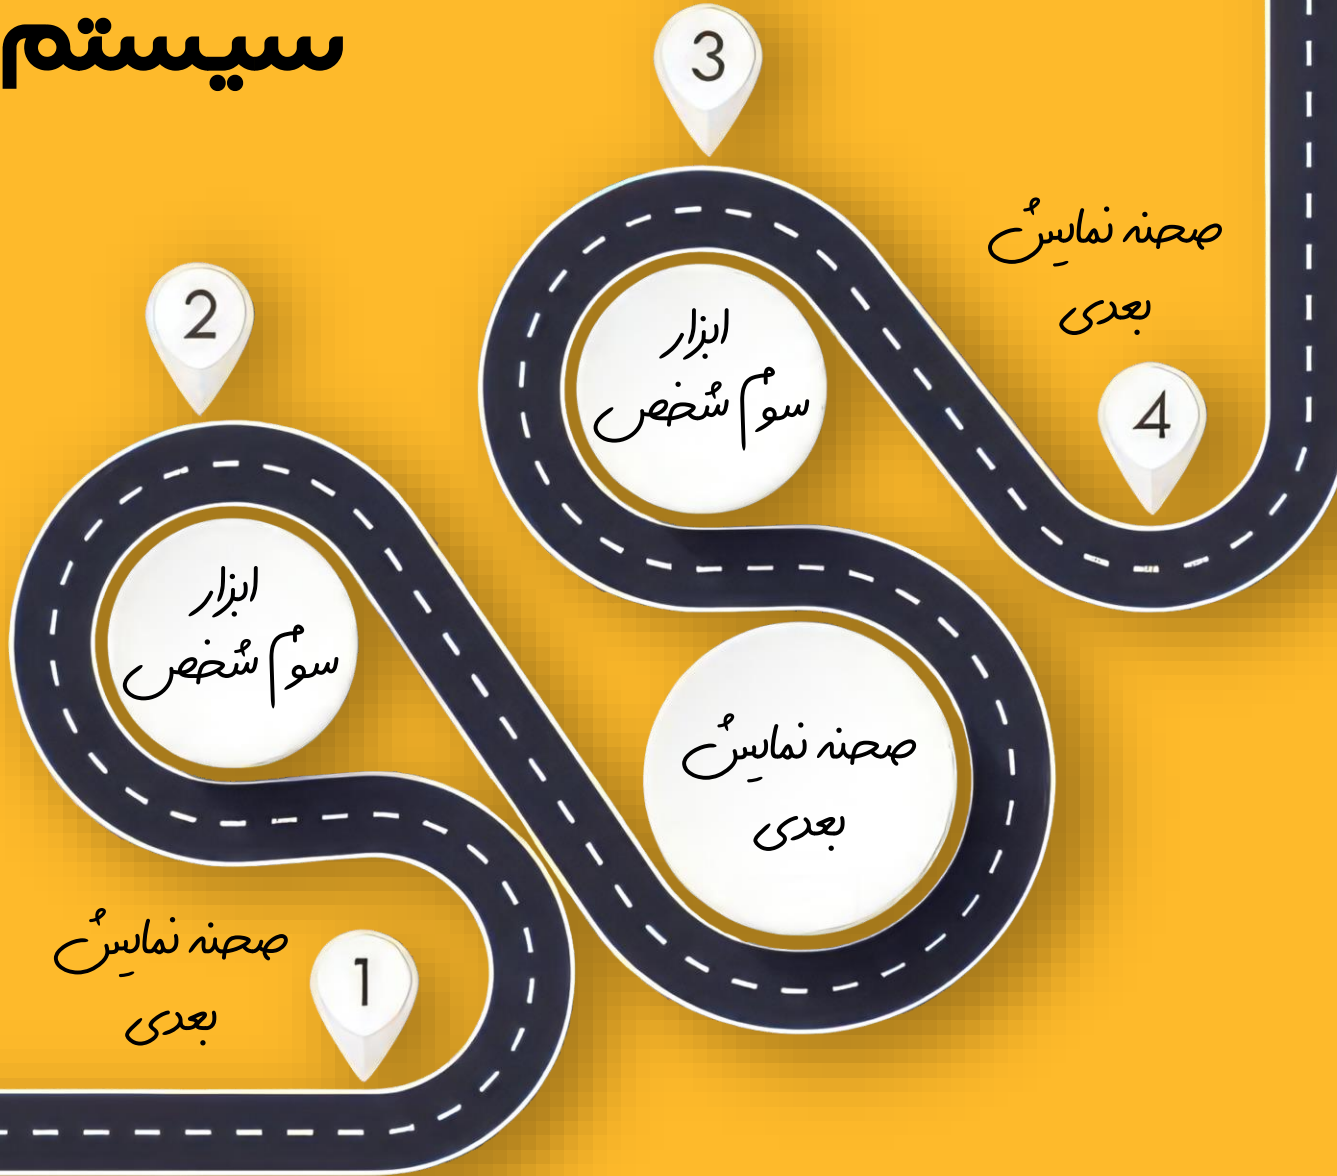 سیستم
3
صحنه نمایش
بعدی
2
ابزار
سوم شخص
4
ابزار
سوم شخص
صحنه نمایش
بعدی
صحنه نمایش
بعدی
1